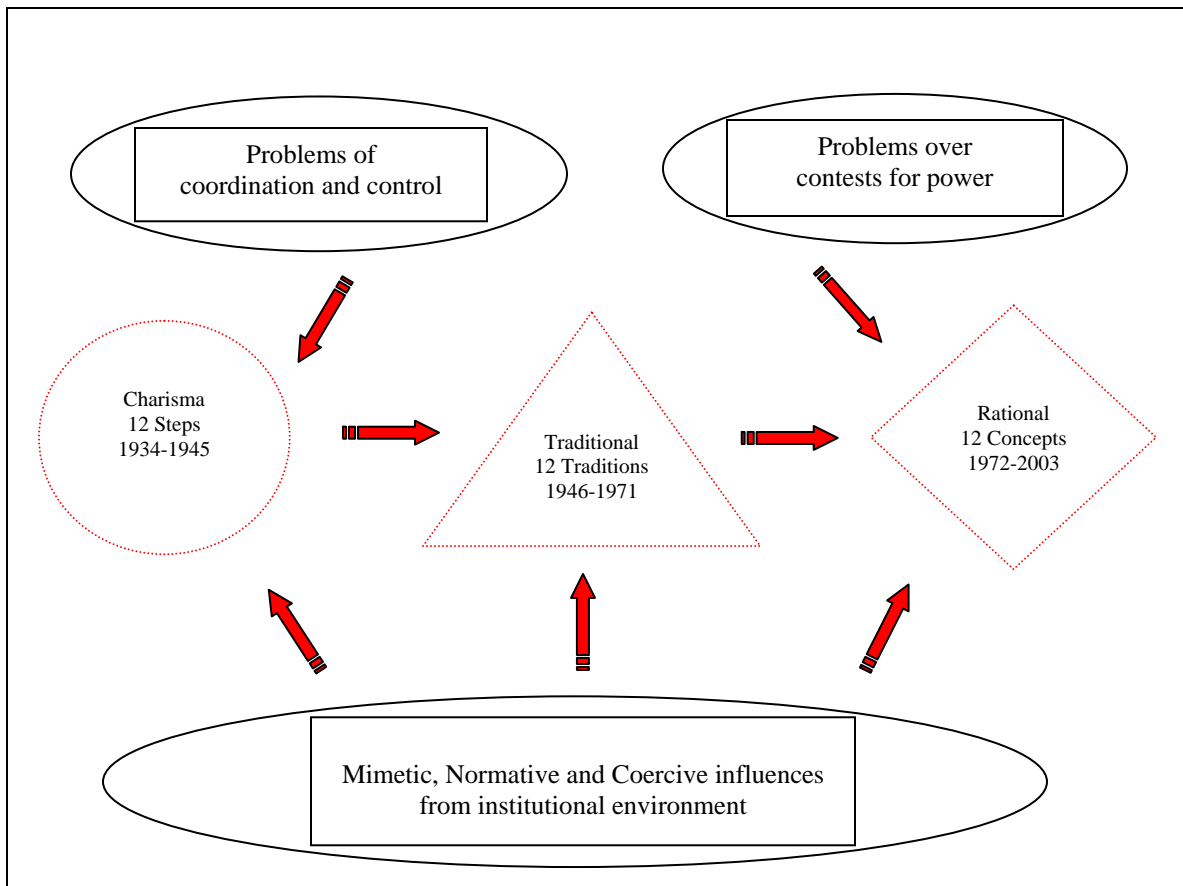 Problems of
coordination and control
Problems over
contests for power
Charisma
12 Steps
1934-1945
Traditional
12 Traditions
1946-1971
Rational
12 Concepts
1972-2003
Mimetic, Normative and Coercive influences
from institutional environment